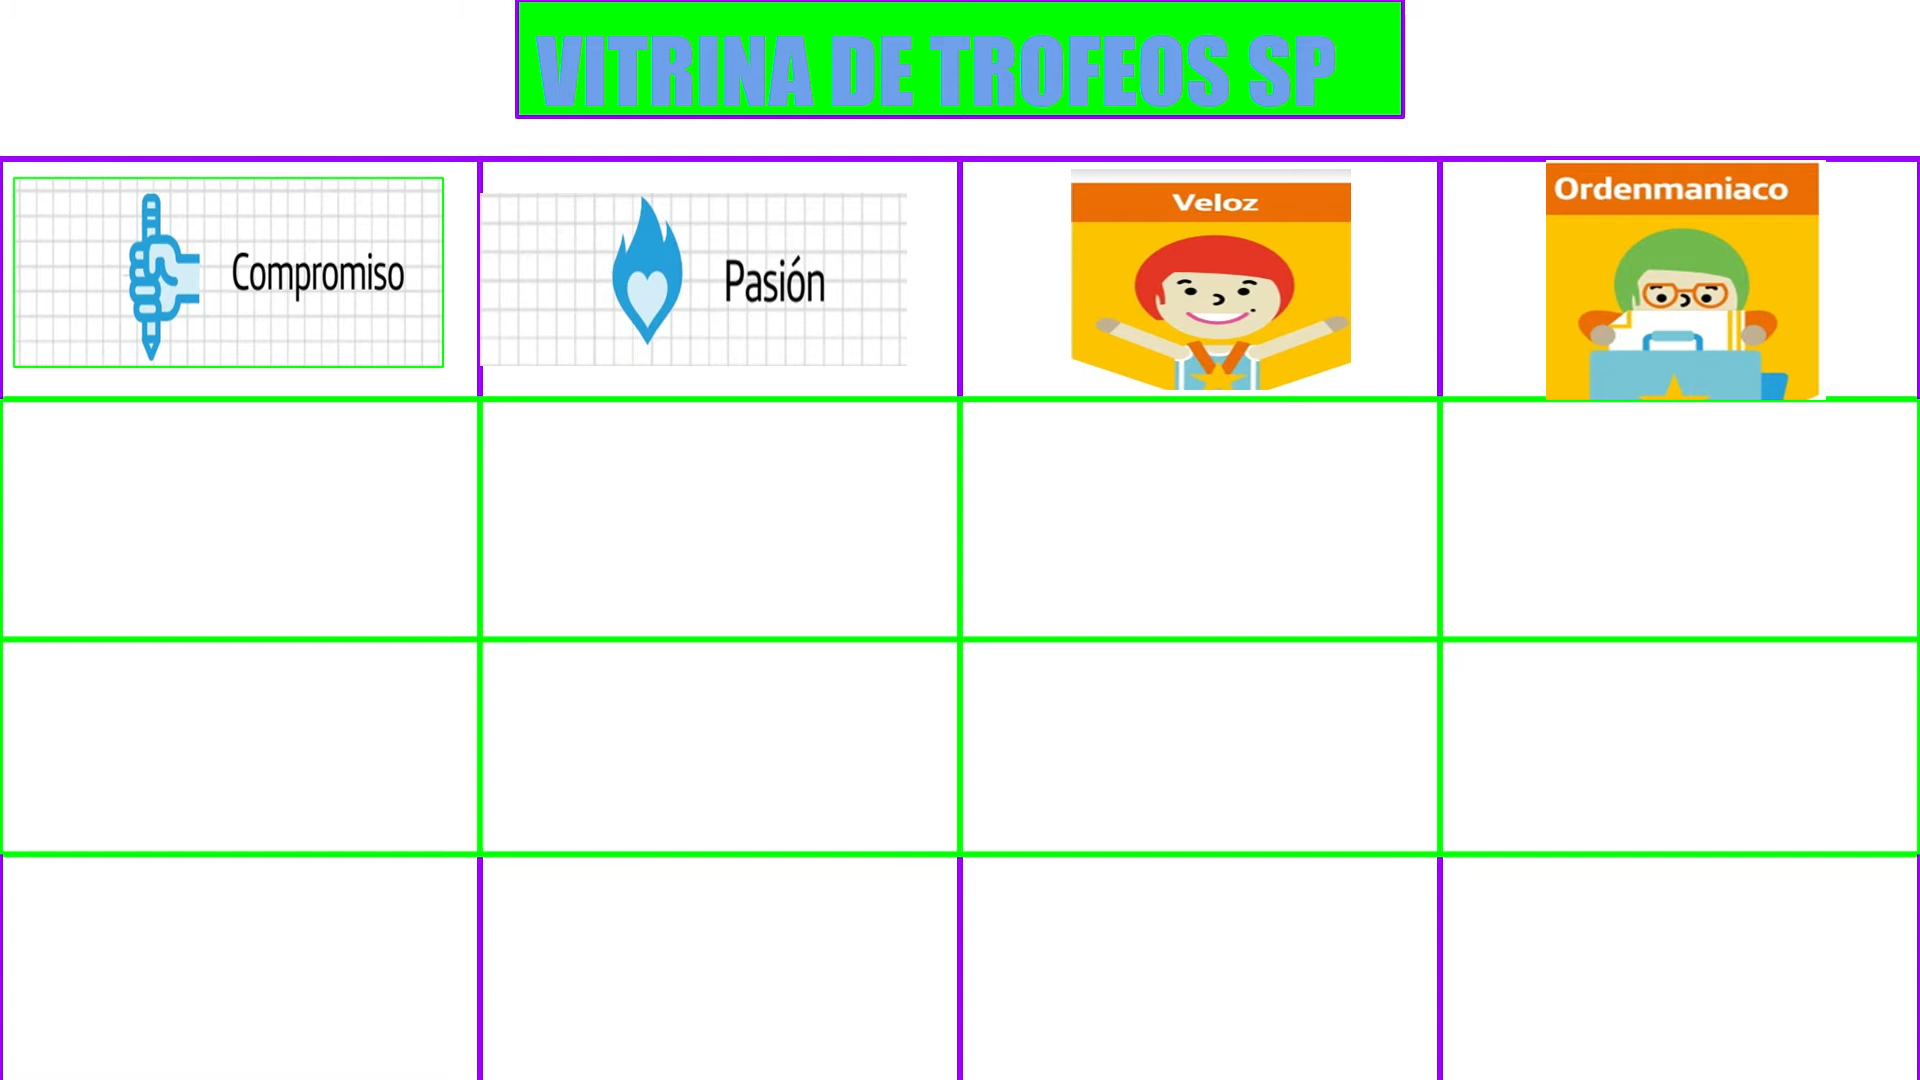 VITRINA DE TROFEOS SP
Compromiso
Pasión
Veloz
Ordenmaniaco